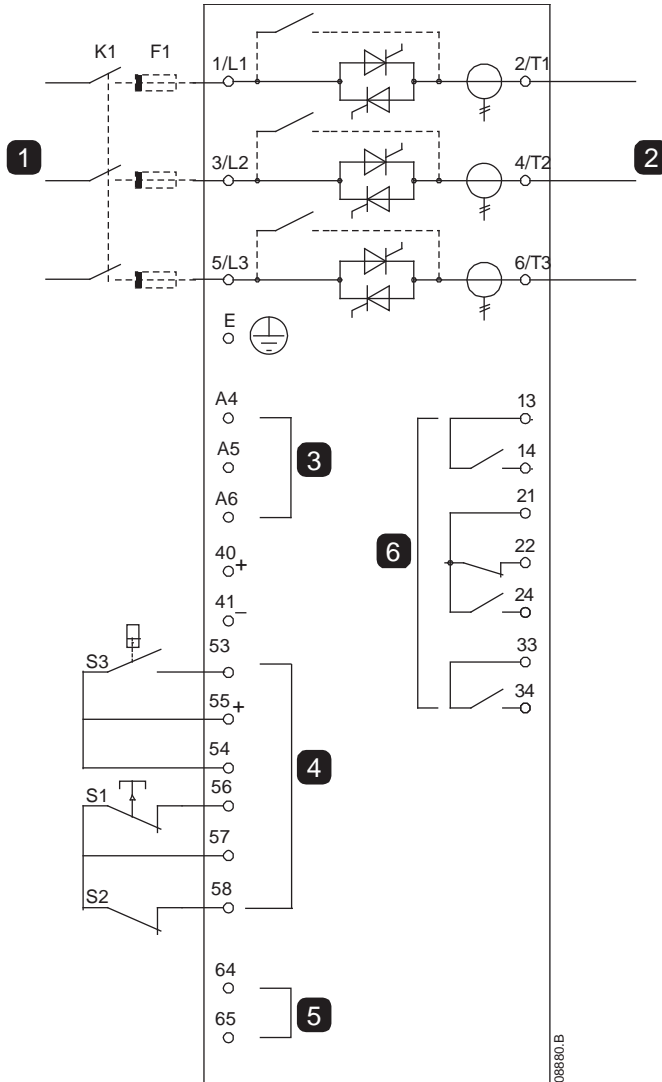 K1 F1 1/L1 2/T1
1 3/L2 4/T2 2
5/L3 6/T3
E
A4 13
A5 3 14
A6 21
40 + 6 22
41 − 24
S3 53 33
55 + 34
54 4
S1 56
57
S2 58
64
65 5
08880.B